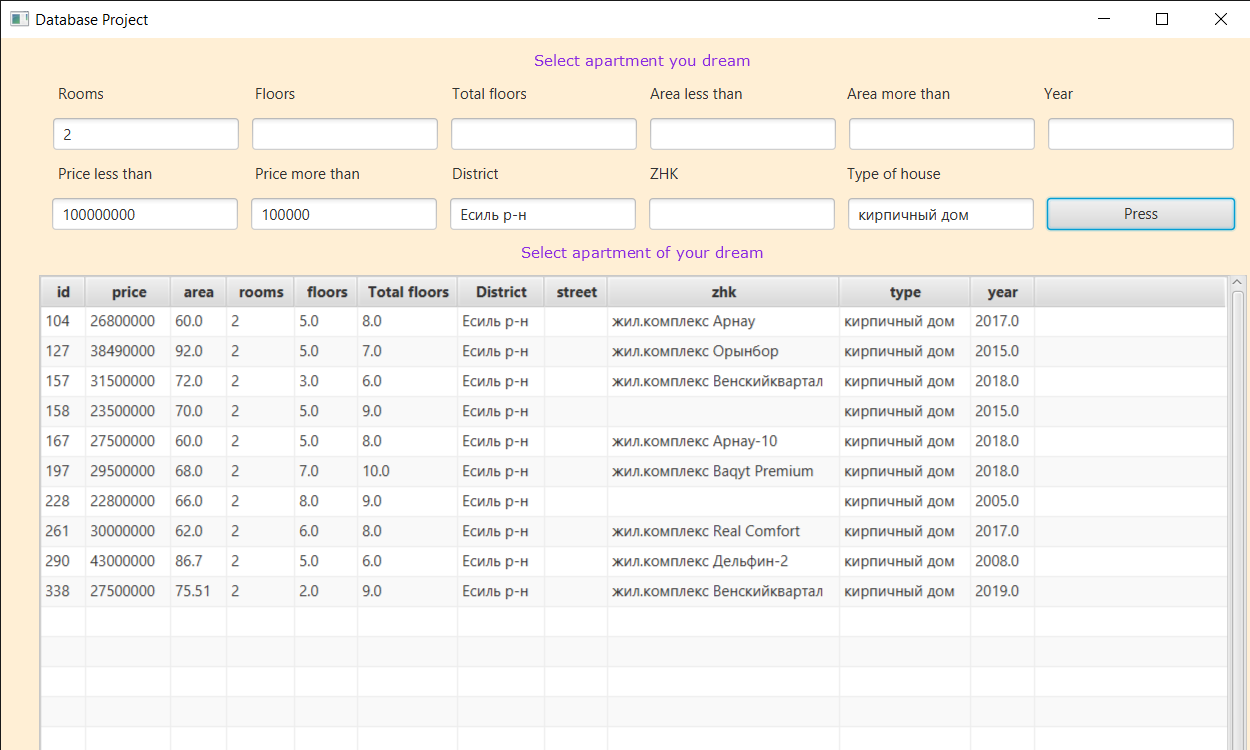 Database Project
Select apartment you dream
Rooms Floors Total floors Area less than Area more than Year
2
Price less than Price more than District ZHK Type of house
100000000 100000 Есиль р-н кирпичный дом Press
Select apartment of your dream
id price area rooms floors Total floors District street zhk type year
104 26800000 60.0 2 5.0 8.0 Есиль р-н жил.комплекс Арнау кирпичный дом 2017.0
127 38490000 92.0 2 5.0 7.0 Есиль р-н жил.комплекс Орынбор кирпичный дом 2015.0
157 31500000 72.0 2 3.0 6.0 Есиль р-н жил.комплекс Венскийквартал кирпичный дом 2018.0
158 23500000 70.0 2 5.0 9.0 Есиль р-н кирпичный дом 2015.0
167 27500000 60.0 2 5.0 8.0 Есиль р-н жил.комплекс Арнау-10 кирпичный дом 2018.0
197 29500000 68.0 2 7.0 10.0 Есиль р-н жил.комплекс Baqyt Premium кирпичный дом 2018.0
228 22800000 66.0 2 8.0 9.0 Есиль р-н кирпичный дом 2005.0
261 30000000 62.0 2 6.0 8.0 Есиль р-н жил.комплекс Real Comfort кирпичный дом 2017.0
290 43000000 86.7 2 5.0 6.0 Есиль р-н жил.комплекс Дельфин-2 кирпичный дом 2008.0
338 27500000 75.51 2 2.0 9.0 Есиль р-н жил.комплекс Венскийквартал кирпичный дом 2019.0